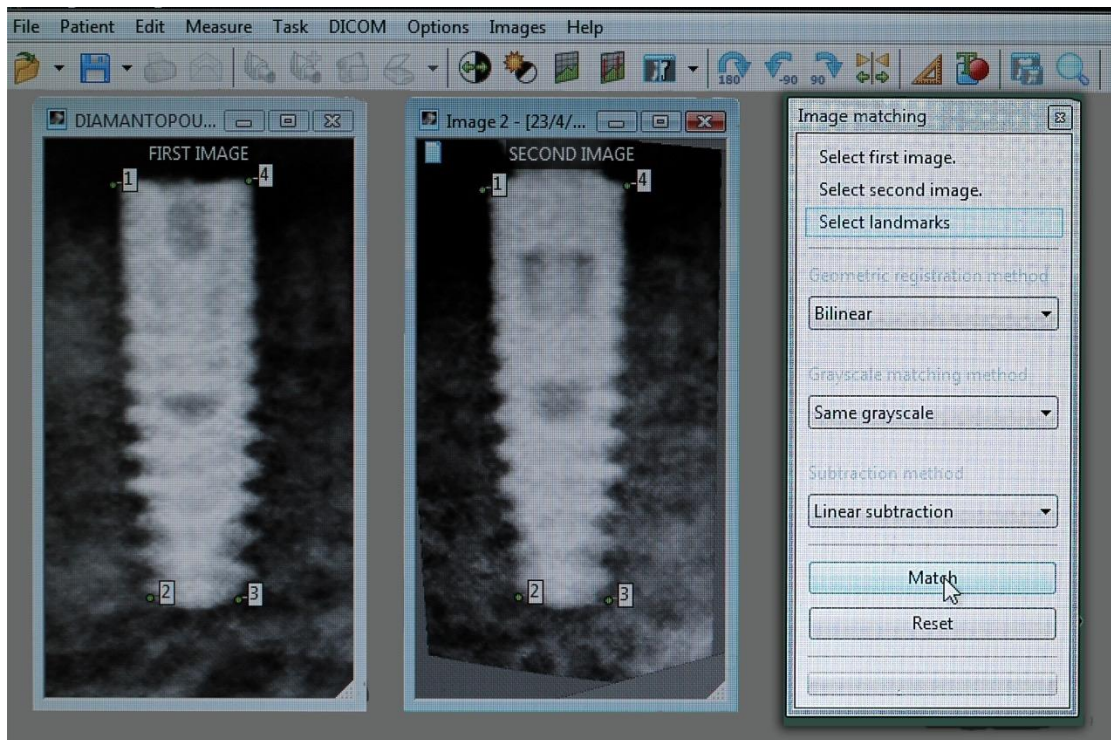 File Patient Edit Measure Task DICOM Options Images Help
180 -90 90
DIAMANTOPOU...
FIRST IMAGE
1 4
2 3
Image 2 - [23/4/...
SECOND IMAGE
1 4
2 3
Image matching
Select first image.
Select second image.
Select landmarks
Geometric registration method
Bilinear
Grayscale matching method
Same grayscale
Subtraction method
Linear subtraction
Match
Reset